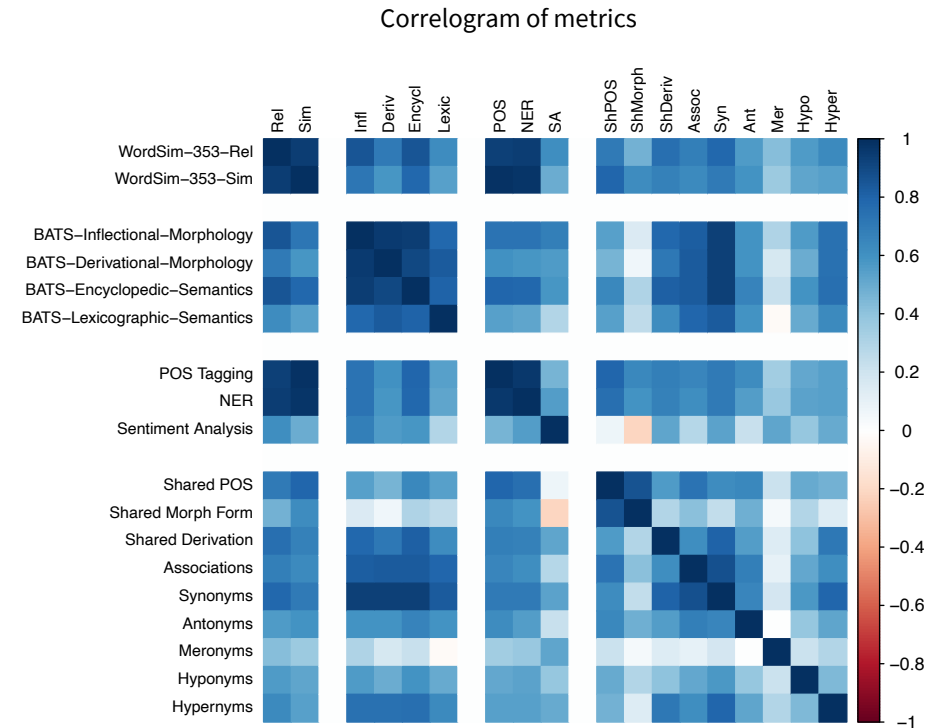 Correlogram of metrics
Rel
Sim
Infl
Deriv
Encycl
Lexic
POS
NER
SA
ShPOS
ShMorph
ShDeriv
Assoc
Syn
Ant
Mer
Hypo
Hyper
WordSim−353−Rel
WordSim−353−Sim
BATS−Inflectional−Morphology
BATS−Derivational−Morphology
BATS−Encyclopedic−Semantics
BATS−Lexicographic−Semantics
POS Tagging
NER
Sentiment Analysis
Shared POS
Shared Morph Form
Shared Derivation
Associations
Synonyms
Antonyms
Meronyms
Hyponyms
Hypernyms
1
0.8
0.6
0.4
0.2
0
−0.2
−0.4
−0.6
−0.8
−1